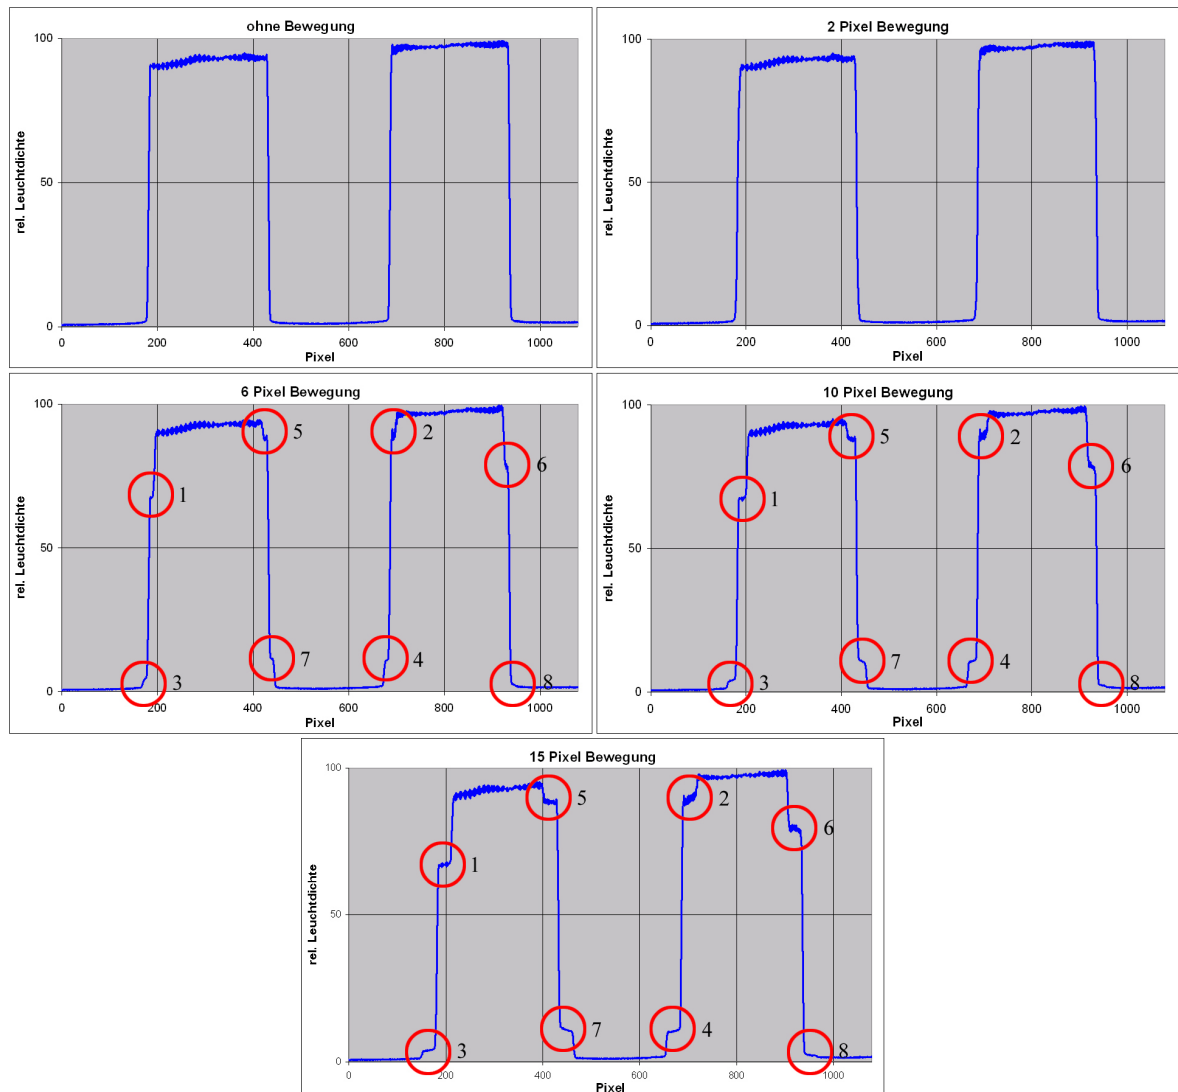 ohne Bewegung
rel. Leuchtdichte
100
50
0
0 200 400 600 800 1000
Pixel
2 Pixel Bewegung
rel. Leuchtdichte
100
50
0
0 200 400 600 800 1000
Pixel
6 Pixel Bewegung
rel. Leuchtdichte
100
5 2
6
1
50
7 4
3 8
0
0 200 400 600 800 1000
Pixel
10 Pixel Bewegung
rel. Leuchtdichte
100
5 2
6
1
50
7 4
3 8
0
0 200 400 600 800 1000
Pixel
15 Pixel Bewegung
rel. Leuchtdichte
100
5 2
6
1
50
7 4
3 8
0
0 200 400 600 800 1000
Pixel